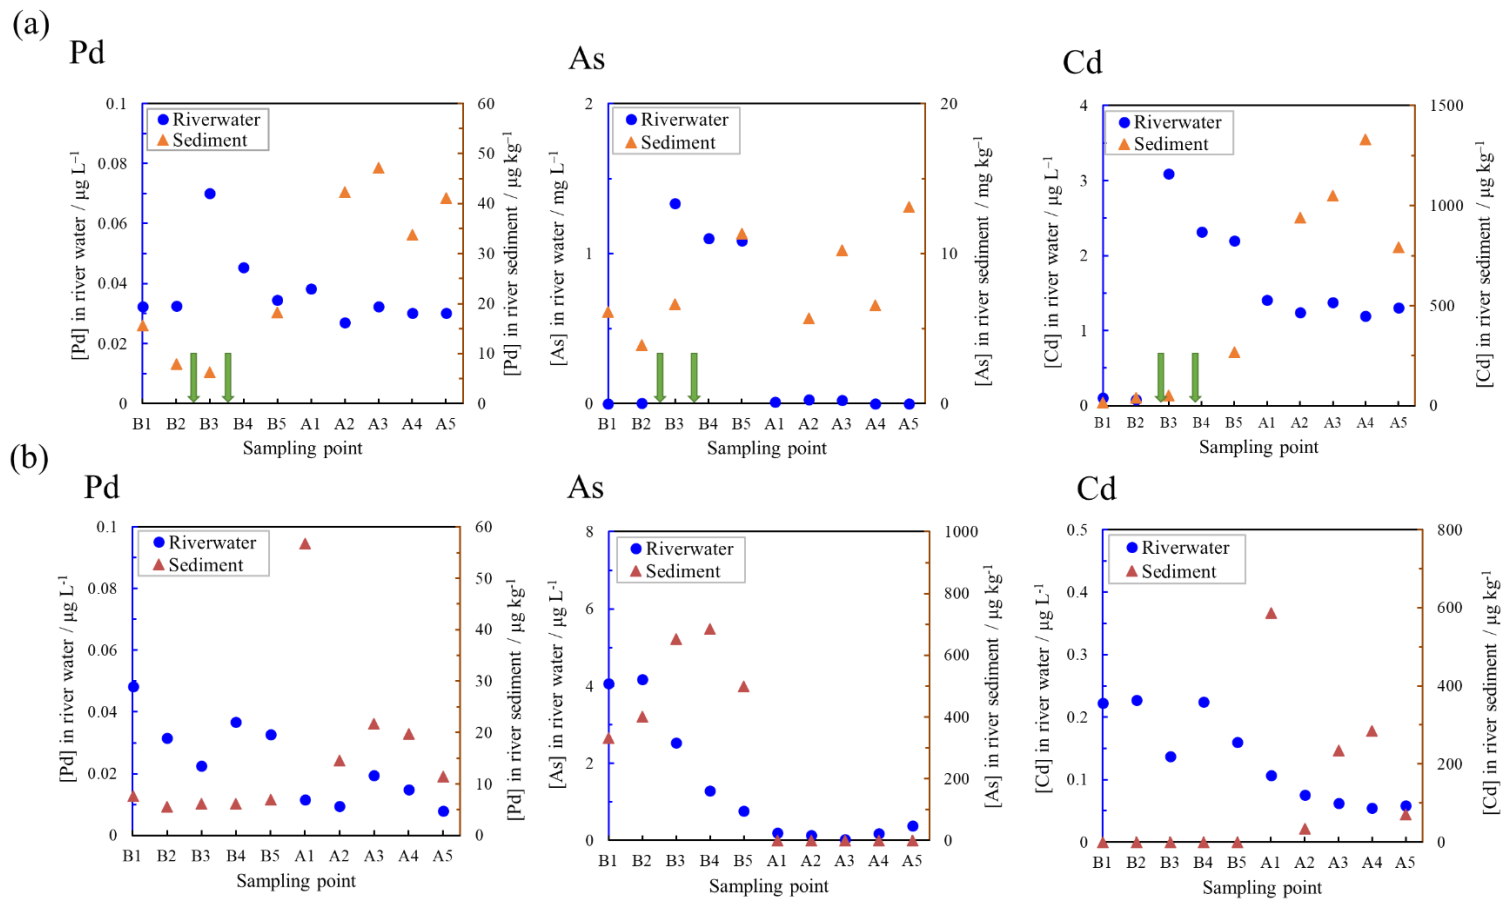 (a)
Pd
As
Cd
Riverwater
Sediment
0.1
0.08
0.06
0.04
0.02
0
60
50
40
30
20
10
0
[Pd] in river water / μg L⁻¹
[Pd] in river sediment / μg kg⁻¹
B1 B2 B3 B4 B5 A1 A2 A3 A4 A5
Sampling point
Riverwater
Sediment
2
1
0
20
10
0
[As] in river water / mg L⁻¹
[As] in river sediment / mg kg⁻¹
B1 B2 B3 B4 B5 A1 A2 A3 A4 A5
Sampling point
Riverwater
Sediment
4
3
2
1
0
1500
1000
500
0
[Cd] in river water / μg L⁻¹
[Cd] in river sediment / μg kg⁻¹
B1 B2 B3 B4 B5 A1 A2 A3 A4 A5
Sampling point
(b)
Pd
As
Cd
Riverwater
Sediment
0.1
0.08
0.06
0.04
0.02
0
60
50
40
30
20
10
0
[Pd] in river water / μg L⁻¹
[Pd] in river sediment / μg kg⁻¹
B1 B2 B3 B4 B5 A1 A2 A3 A4 A5
Sampling point
Riverwater
Sediment
8
6
4
2
0
1000
800
600
400
200
0
[As] in river water / μg L⁻¹
[As] in river sediment / μg kg⁻¹
B1 B2 B3 B4 B5 A1 A2 A3 A4 A5
Sampling point
Riverwater
Sediment
0.5
0.4
0.3
0.2
0.1
0
800
600
400
200
0
[Cd] in river water / μg L⁻¹
[Cd] in river sediment / μg kg⁻¹
B1 B2 B3 B4 B5 A1 A2 A3 A4 A5
Sampling point